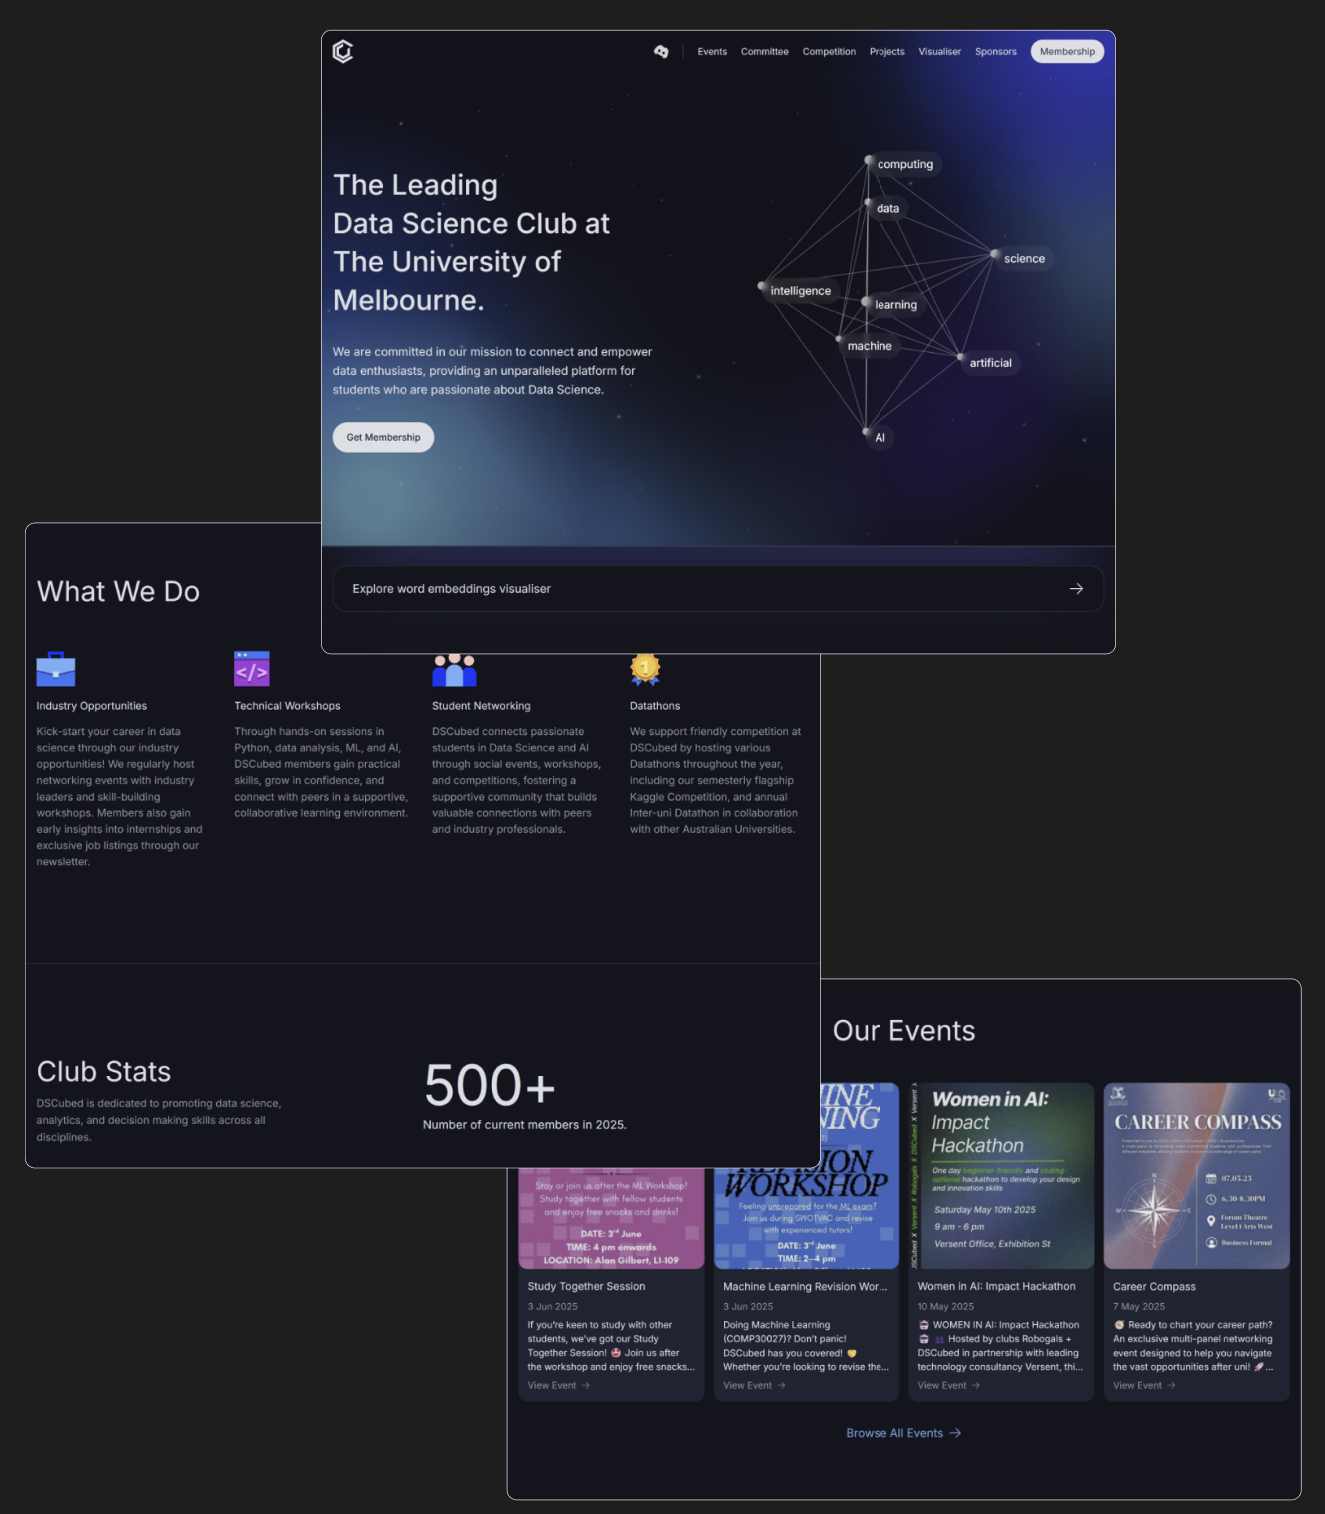 Events Committee Competition Projects Visualiser Sponsors Membership
The Leading
Data Science Club at
The University of
Melbourne.
We are committed in our mission to connect and empower
data enthusiasts, providing an unparalleled platform for
students who are passionate about Data Science.
Get Membership
computing
data
science
intelligence
learning
machine
artificial
AI
Explore word embeddings visualiser
What We Do
</>
1
Industry Opportunities
Kick-start your career in data
science through our industry
opportunities! We regularly host
networking events with industry
leaders and skill-building
workshops. Members also gain
early insights into internships and
exclusive job listings through our
newsletter.
Technical Workshops
Through hands-on sessions in
Python, data analysis, ML, and AI,
DSCubed members gain practical
skills, grow in confidence, and
connect with peers in a supportive,
collaborative learning environment.
Student Networking
DSCubed connects passionate
students in Data Science and AI
through social events, workshops,
and competitions, fostering a
supportive community that builds
valuable connections with peers
and industry professionals.
Datathons
We support friendly competition at
DSCubed by hosting various
Datathons throughout the year,
including our semesterly flagship
Kaggle Competition, and annual
Inter-uni Datathon in collaboration
with other Australian Universities.
Club Stats
DSCubed is dedicated to promoting data science,
analytics, and decision making skills across all
disciplines.
500+
Number of current members in 2025.
Our Events
Stay or join us after the ML Workshop!
Study together with fellow students
and enjoy free snacks and drinks!
DATE: 3rd June
TIME: 4 pm onwards
LOCATION: Alan Gilbert, L1-109
Study Together Session
3 Jun 2025
If you're keen to study with other
students, we've got our Study
Together Session! 🤩 Join us after
the workshop and enjoy free snacks...
View Event →
WORKSHOP
Feeling unprepared for the ML exam?
Join us during SWOTVAC and revise
with experienced tutors!
DATE: 3rd June
TIME: 2-4 pm
Machine Learning Revision Wor...
3 Jun 2025
Doing Machine Learning
(COMP30027)? Don't panic!
DSCubed has you covered!
Whether you're looking to revise the...
View Event →
DSCubed X Versent X Robogals X DSCubed X Versent
Women in AI:
Impact
Hackathon
One day beginner-friendly and coding-
optional hackathon to develop your design
and innovation skills
Saturday May 10th 2025
9 am - 6 pm
Versent Office, Exhibition St
Women in AI: Impact Hackathon
10 May 2025
WOMEN IN AI: Impact Hackathon
Hosted by clubs Robogals +
DSCubed in partnership with leading
technology consultancy Versent, thi...
View Event →
CAREER COMPASS
N
W
E
S
07.05.25
6.30-8.30PM
Forum Theatre
Level 1 Arts West
Business Formal
Career Compass
7 May 2025
🧭 Ready to chart your career path?
An exclusive multi-panel networking
event designed to help you navigate
the vast opportunities after uni! 🚀 ...
View Event →
Browse All Events →